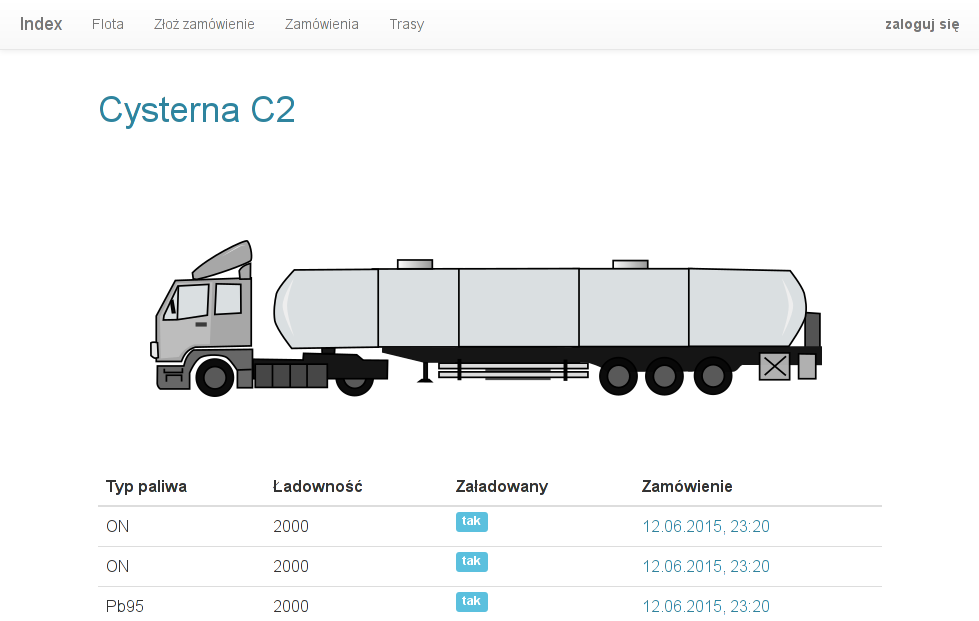 Index Flota Złoż zamówienie Zamówienia Trasy zaloguj się
Cysterna C2
Typ paliwa Ładowność Załadowany Zamówienie
ON 2000 tak 12.06.2015, 23:20
ON 2000 tak 12.06.2015, 23:20
Pb95 2000 tak 12.06.2015, 23:20